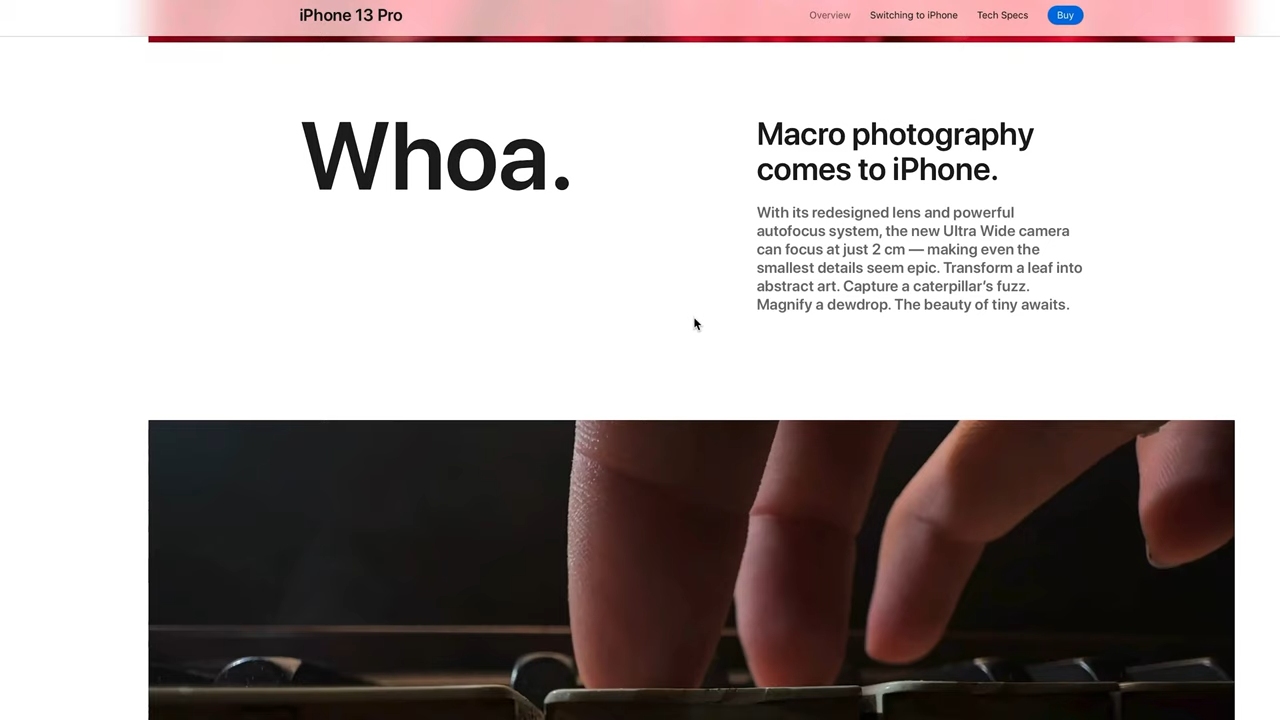 iPhone 13 Pro
Overview Switching to iPhone Tech Specs Buy
Whoa.
Macro photography
comes to iPhone.
With its redesigned lens and powerful
autofocus system, the new Ultra Wide camera
can focus at just 2 cm — making even the
smallest details seem epic. Transform a leaf into
abstract art. Capture a caterpillar’s fuzz.
Magnify a dewdrop. The beauty of tiny awaits.